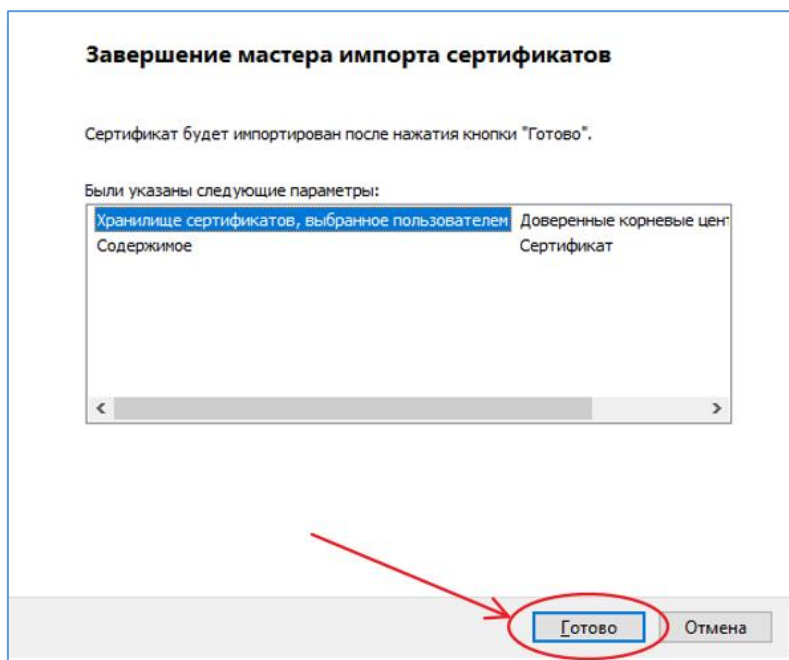 Завершение мастера импорта сертификатов
Сертификат будет импортирован после нажатия кнопки "Готово".
Были указаны следующие параметры:
Хранилище сертификатов, выбранное пользователем Доверенные корневые цен
Содержимое Сертификат
Готово Отмена